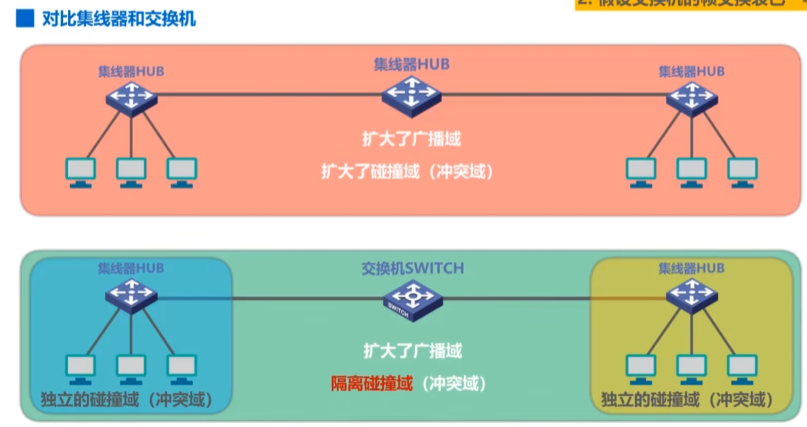 对比集线器和交换机
集线器HUB
集线器HUB
集线器HUB
扩大了广播域
扩大了碰撞域（冲突域）
集线器HUB
交换机SWITCH
集线器HUB
SWITCH
扩大了广播域
隔离碰撞域（冲突域）
独立的碰撞域（冲突域）
独立的碰撞域（冲突域）